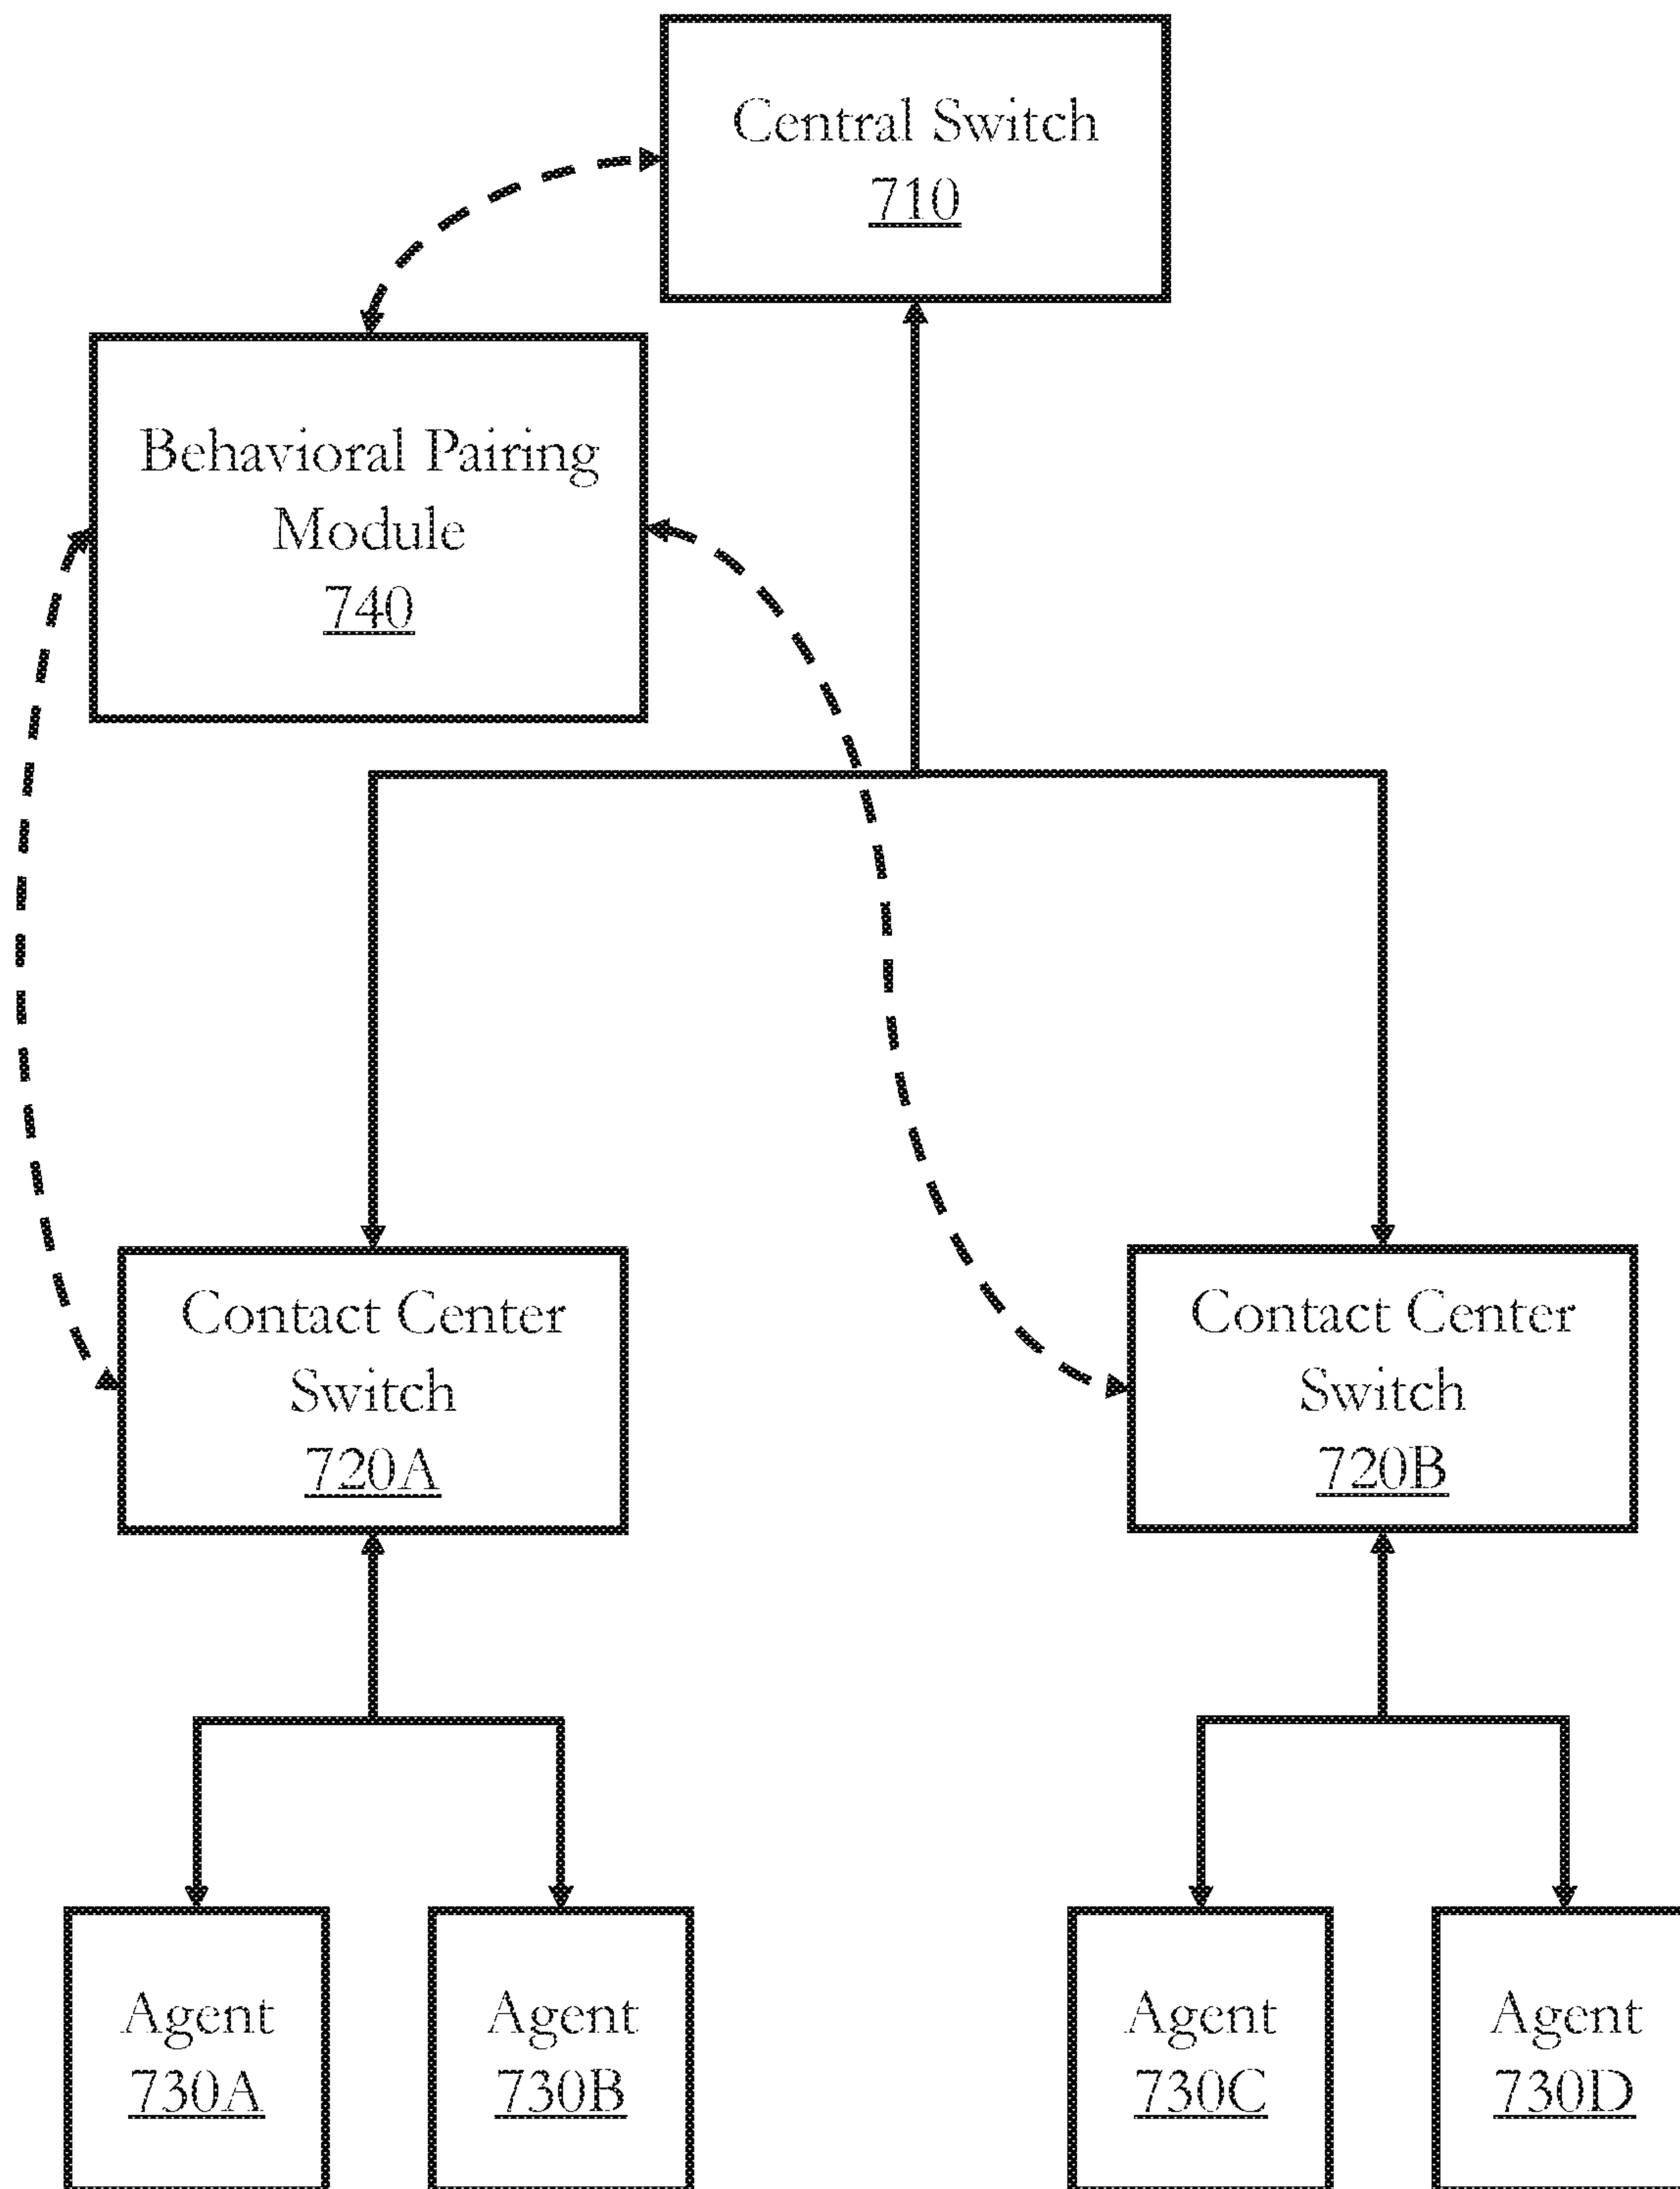 Central Switch
710
Behavioral Pairing
Module
740
Contact Center
Switch
720A
Contact Center
Switch
720B
Agent
730A
Agent
730B
Agent
730C
Agent
730D